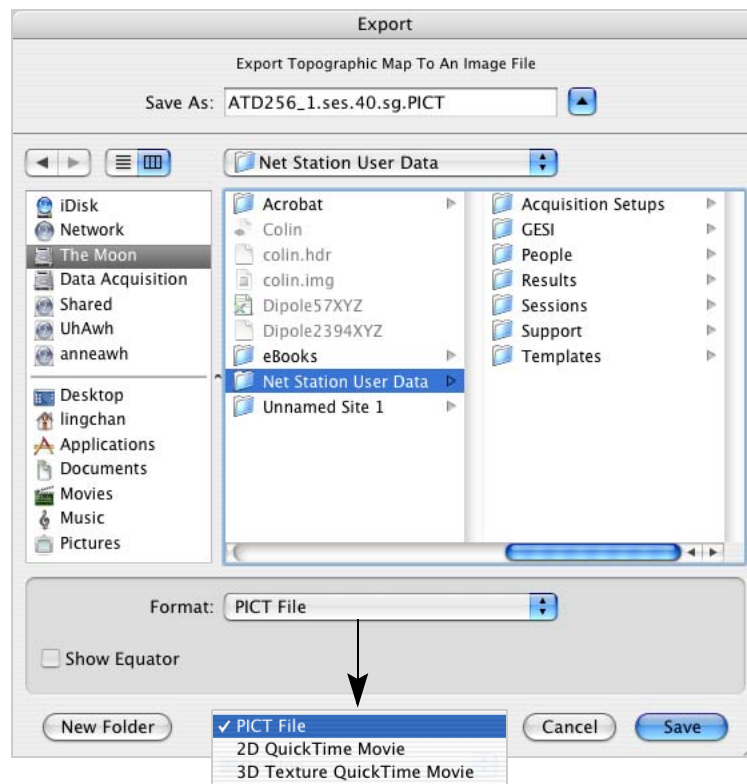 Export
Export Topographic Map To An Image File
Save As: ATD256_1.ses.40.sg.PICT
Net Station User Data
iDisk
Network
The Moon
Data Acquisition
Shared
UhAwh
anneawh
Desktop
lingchan
Applications
Documents
Movies
Music
Pictures
Acrobat
Colin
colin.hdr
colin.img
Dipole57XYZ
Dipole2394XYZ
eBooks
Net Station User Data
Unnamed Site 1
Acquisition Setups
GESI
People
Results
Sessions
Support
Templates
Format: PICT File
Show Equator
New Folder
Cancel
Save
✓ PICT File
2D QuickTime Movie
3D Texture QuickTime Movie